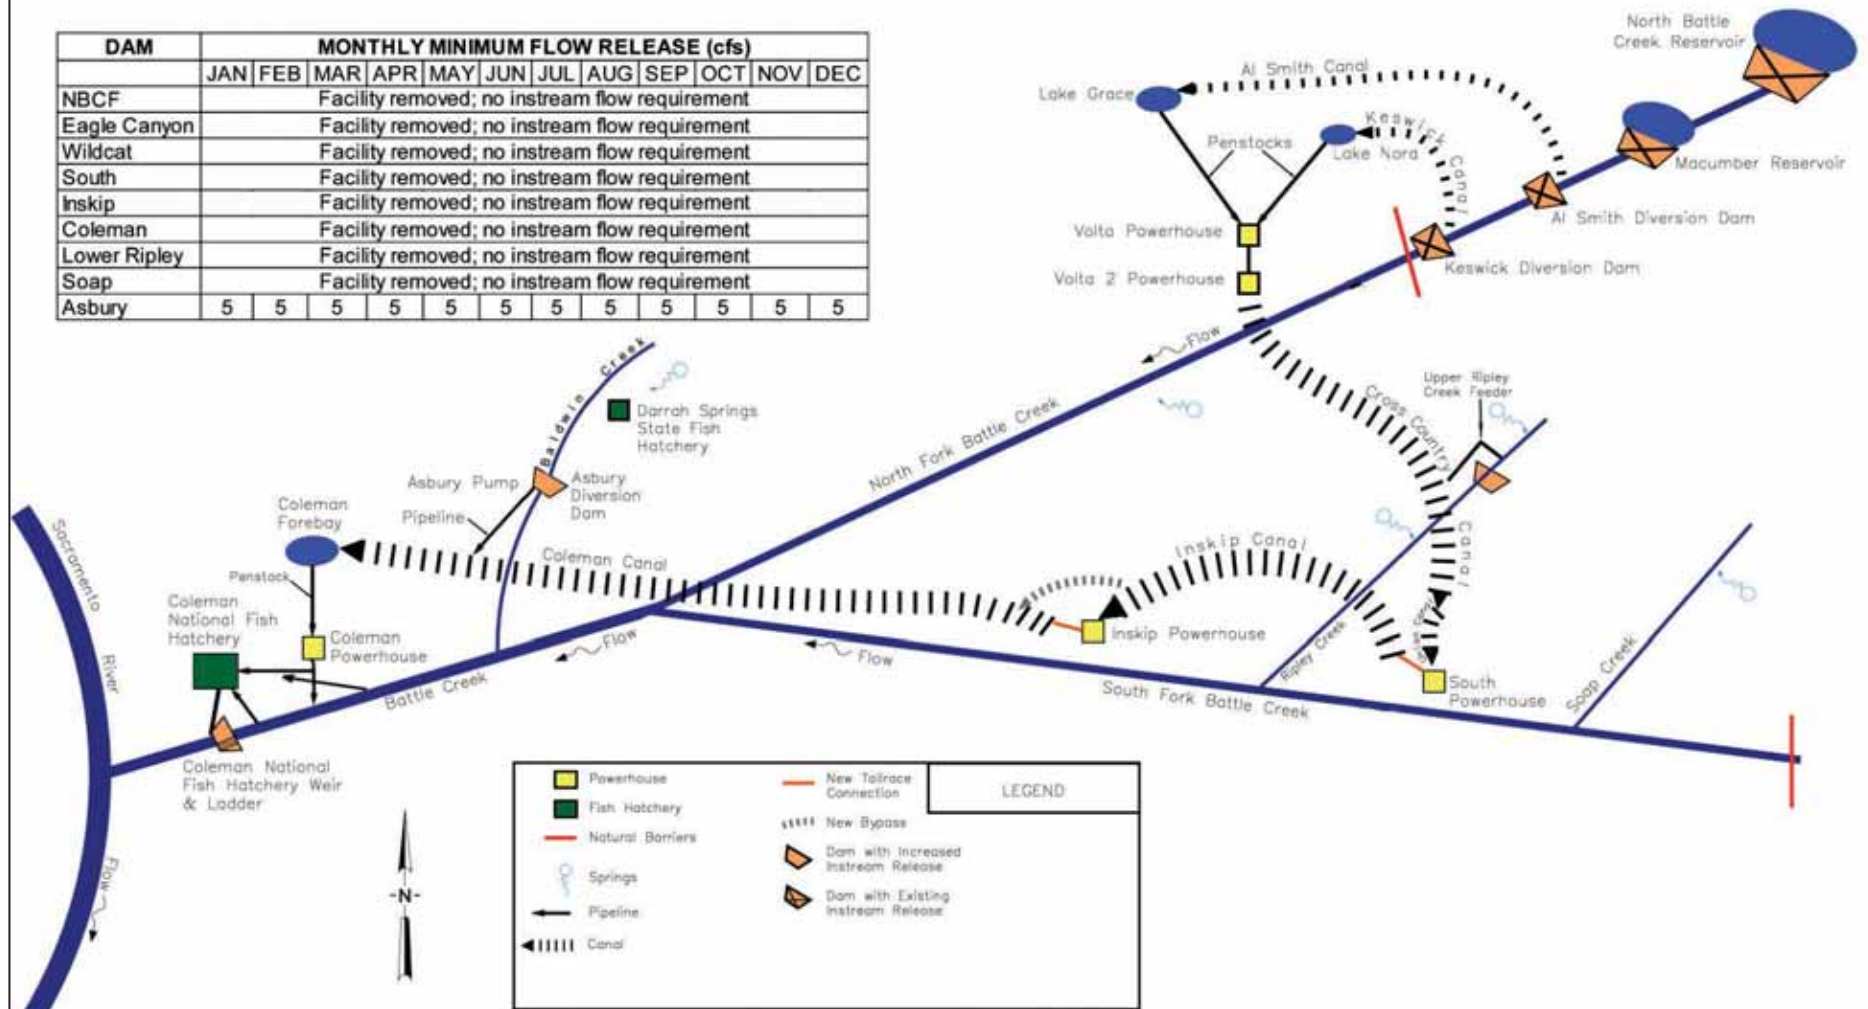 DAM MONTHLY MINIMUM FLOW RELEASE (cfs)
JAN FEB MAR APR MAY JUN JUL AUG SEP OCT NOV DEC
NBCF Facility removed; no instream flow requirement
Eagle Canyon Facility removed; no instream flow requirement
Wildcat Facility removed; no instream flow requirement
South Facility removed; no instream flow requirement
Inskip Facility removed; no instream flow requirement
Coleman Facility removed; no instream flow requirement
Lower Ripley Facility removed; no instream flow requirement
Soap Facility removed; no instream flow requirement
Asbury 5 5 5 5 5 5 5 5 5 5 5 5
North Battle
Creek Reservoir
Al Smith Canal
Lake Grace
Keswick Canal
Penstocks
Lake Nora
Macumber Reservoir
Al Smith Diversion Dam
Volta Powerhouse
Keswick Diversion Dam
Volta 2 Powerhouse
Flow
Baldwin Creek
Darrah Springs
State Fish
Hatchery
North Fork Battle Creek
Cross Country
Canal
Upper Ripley
Creek Feeder
Asbury Pump
Pipeline
Asbury
Diversion
Dam
Coleman
Forebay
Coleman Canal
Inskip Canal
Sacramento
River
Flow
Penstock
Coleman
National Fish
Hatchery
Coleman
Powerhouse
Flow
Battle Creek
Flow
Inskip Powerhouse
Ripley Creek
South Fork Battle Creek
South
Powerhouse
Soap Creek
Coleman National
Fish Hatchery Weir
& Ladder
-N-
LEGEND
Powerhouse
Fish Hatchery
Natural Barriers
Springs
Pipeline
Canal
New Tailrace
Connection
New Bypass
Dam with Increased
Instream Release
Dam with Existing
Instream Release